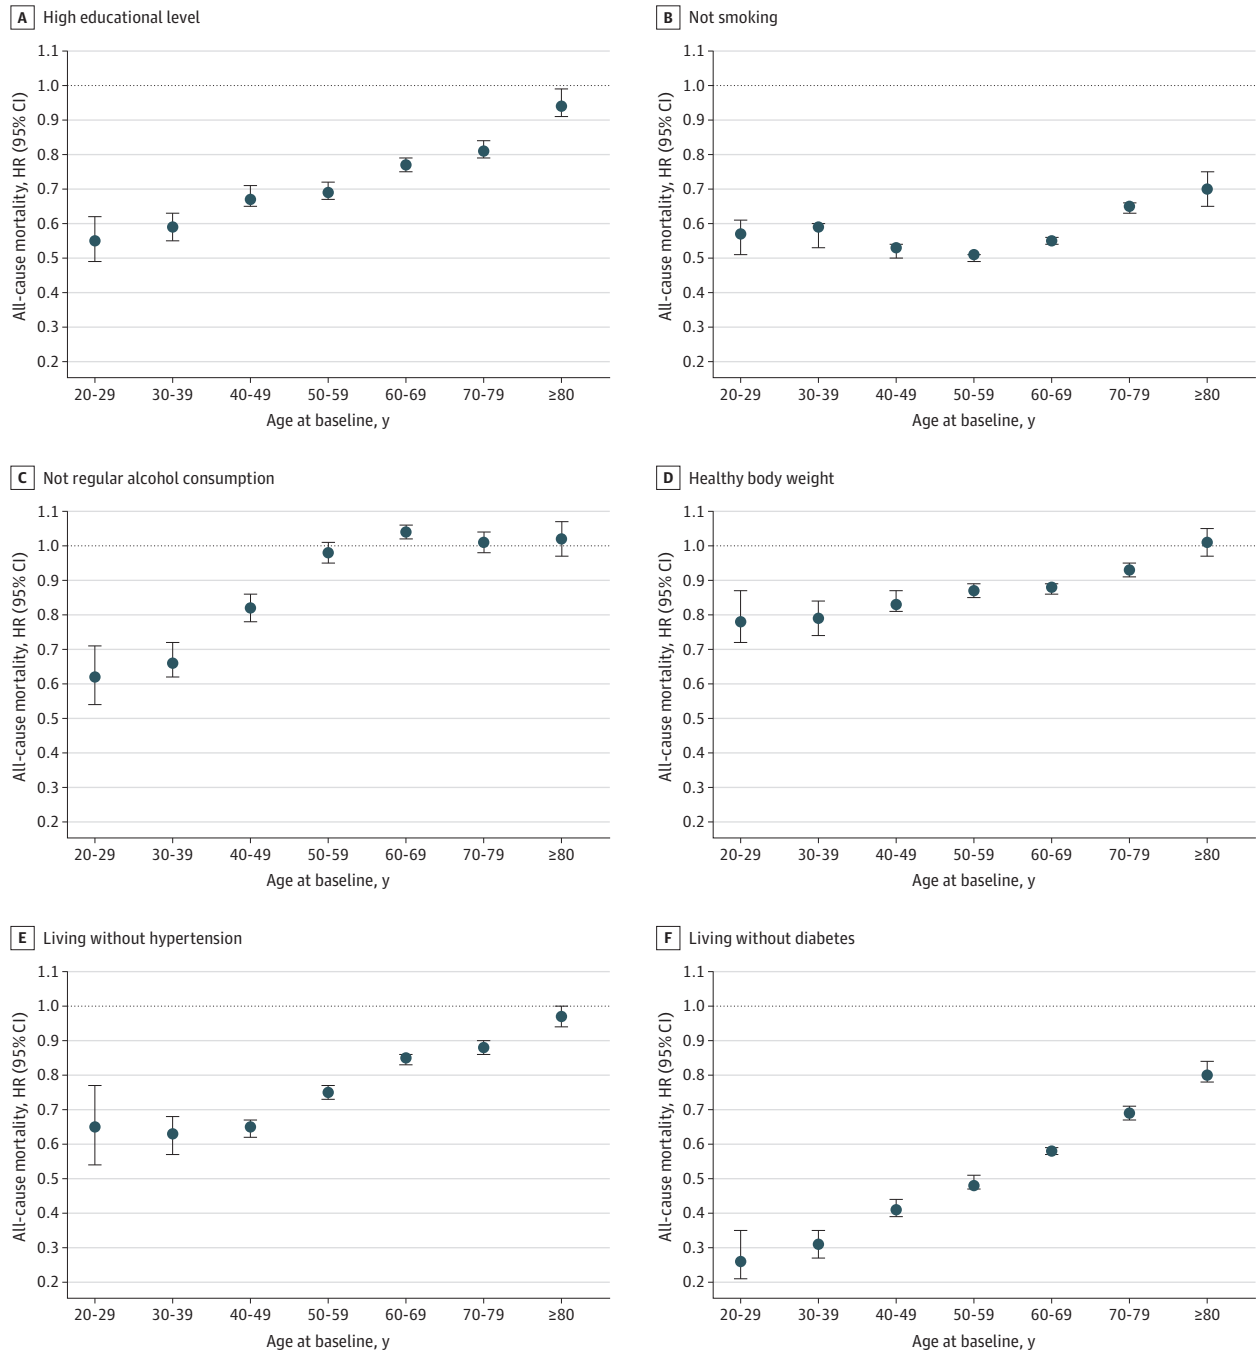 A High educational level
All-cause mortality, HR (95% CI)
1.1
1.0
0.9
0.8
0.7
0.6
0.5
0.4
0.3
0.2
20-29 30-39 40-49 50-59 60-69 70-79 ≥80
Age at baseline, y
B Not smoking
All-cause mortality, HR (95% CI)
1.1
1.0
0.9
0.8
0.7
0.6
0.5
0.4
0.3
0.2
20-29 30-39 40-49 50-59 60-69 70-79 ≥80
Age at baseline, y
C Not regular alcohol consumption
All-cause mortality, HR (95% CI)
1.1
1.0
0.9
0.8
0.7
0.6
0.5
0.4
0.3
0.2
20-29 30-39 40-49 50-59 60-69 70-79 ≥80
Age at baseline, y
D Healthy body weight
All-cause mortality, HR (95% CI)
1.1
1.0
0.9
0.8
0.7
0.6
0.5
0.4
0.3
0.2
20-29 30-39 40-49 50-59 60-69 70-79 ≥80
Age at baseline, y
E Living without hypertension
All-cause mortality, HR (95% CI)
1.1
1.0
0.9
0.8
0.7
0.6
0.5
0.4
0.3
0.2
20-29 30-39 40-49 50-59 60-69 70-79 ≥80
Age at baseline, y
F Living without diabetes
All-cause mortality, HR (95% CI)
1.1
1.0
0.9
0.8
0.7
0.6
0.5
0.4
0.3
0.2
20-29 30-39 40-49 50-59 60-69 70-79 ≥80
Age at baseline, y